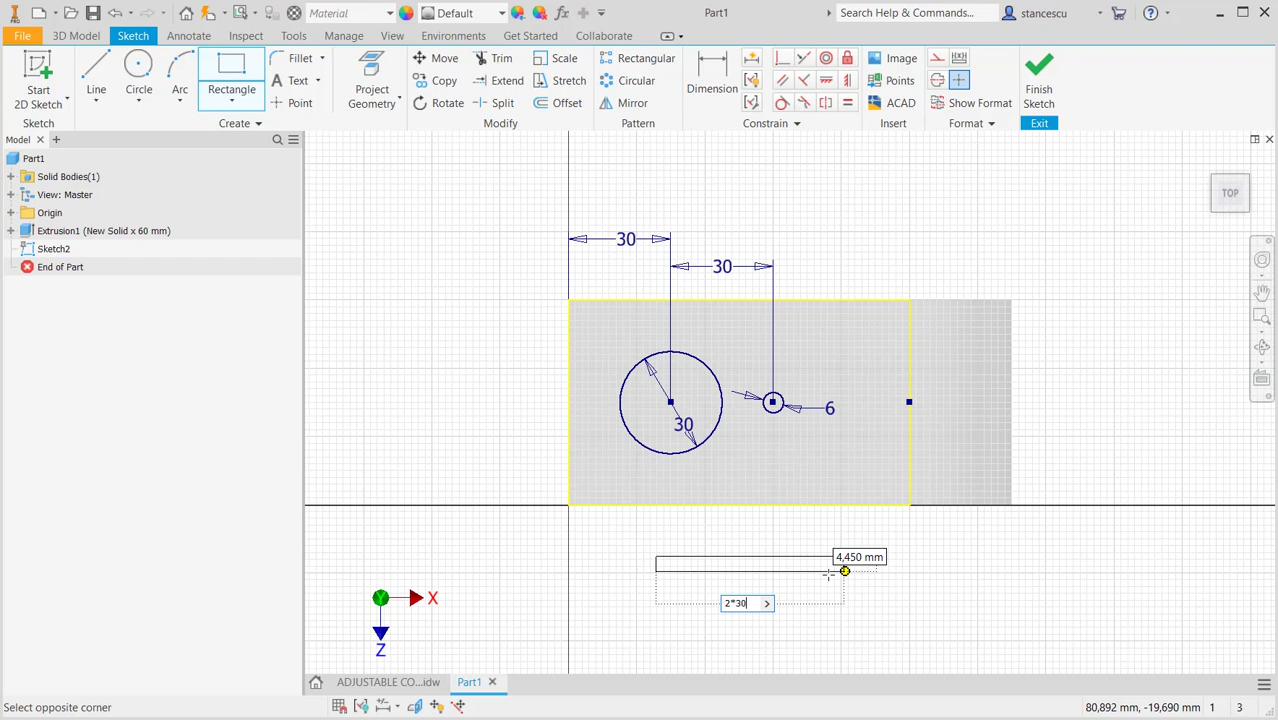 Material
Default
Part1
Search Help & Commands...
stancescu
PRO
File
3D Model
Sketch
Annotate
Inspect
Tools
Manage
View
Environments
Get Started
Collaborate
Start
2D Sketch
Line
Circle
Arc
Rectangle
Fillet
Text
Point
Project
Geometry
Move
Copy
Rotate
Trim
Extend
Split
Scale
Stretch
Offset
Rectangular
Circular
Mirror
Dimension
Image
Points
ACAD
Show Format
Finish
Sketch
Sketch
Create
Modify
Pattern
Constrain
Insert
Format
Exit
Model
Part1
Solid Bodies(1)
View: Master
Origin
Extrusion1 (New Solid x 60 mm)
Sketch2
End of Part
TOP
30
30
6
30
4,450 mm
2*30
X
Y
Z
ADJUSTABLE CO...idw
Part1
Select opposite corner
80,892 mm, -19,690 mm
1
3